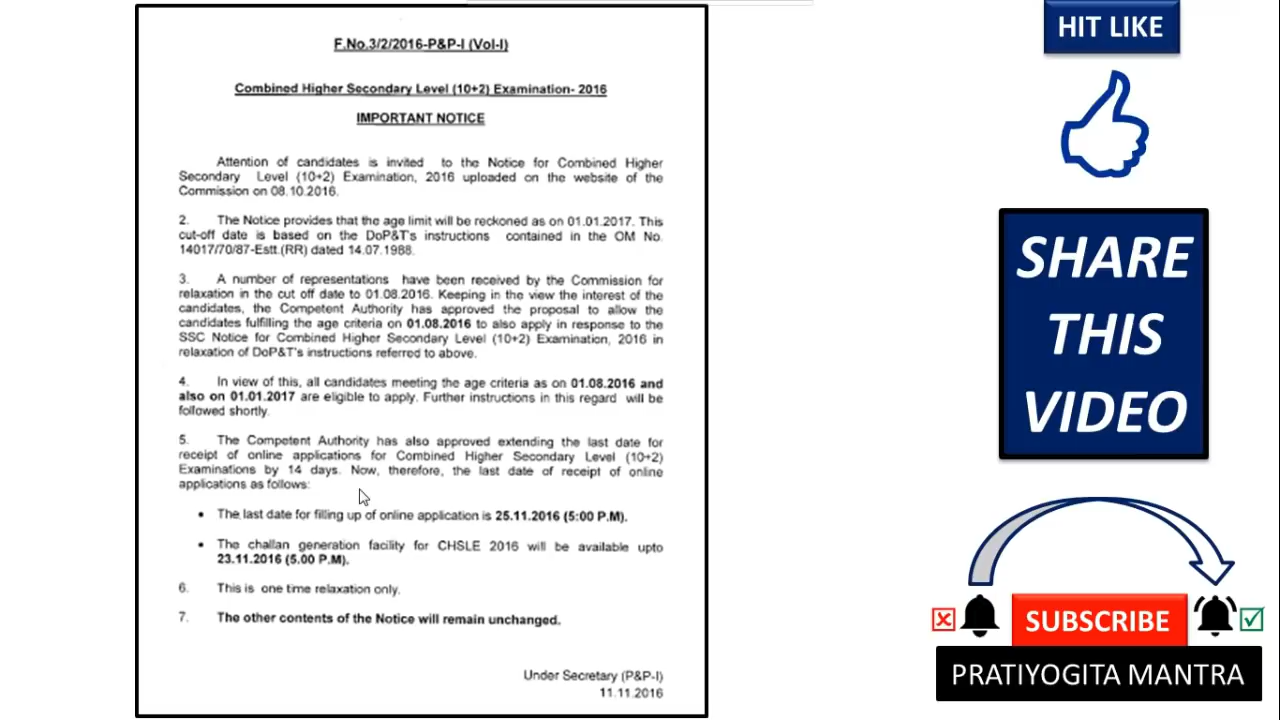 F.No.3/2/2016-P&P-I (Vol-I)
Combined Higher Secondary Level (10+2) Examination- 2016
IMPORTANT NOTICE
Attention of candidates is invited to the Notice for Combined Higher
Secondary Level (10+2) Examination, 2016 uploaded on the website of the
Commission on 08.10.2016.
2. The Notice provides that the age limit will be reckoned as on 01.01.2017. This
cut-off date is based on the DoP&T's instructions contained in the OM No.
14017/70/87-Estt.(RR) dated 14.07.1988.
3. A number of representations have been received by the Commission for
relaxation in the cut off date to 01.08.2016. Keeping in the view the interest of the
candidates, the Competent Authority has approved the proposal to allow the
candidates fulfilling the age criteria on 01.08.2016 to also apply in response to the
SSC Notice for Combined Higher Secondary Level (10+2) Examination, 2016 in
relaxation of DoP&T's instructions referred to above.
4. In view of this, all candidates meeting the age criteria as on 01.08.2016 and
also on 01.01.2017 are eligible to apply. Further instructions in this regard will be
followed shortly.
5. The Competent Authority has also approved extending the last date for
receipt of online applications for Combined Higher Secondary Level (10+2)
Examinations by 14 days. Now, therefore, the last date of receipt of online
applications as follows:
• The last date for filling up of online application is 25.11.2016 (5:00 P.M).
• The challan generation facility for CHSLE 2016 will be available upto
23.11.2016 (5.00 P.M).
6. This is one time relaxation only.
7. The other contents of the Notice will remain unchanged.
Under Secretary (P&P-I)
11.11.2016
HIT LIKE
SHARE
THIS
VIDEO
SUBSCRIBE
PRATIYOGITA MANTRA